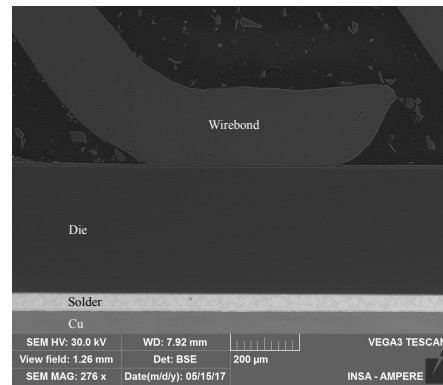 Wirebond
Die
Solder
Cu
SEM HV: 30.0 kV WD: 7.92 mm VEGA3 TESCAN
View field: 1.26 mm Det: BSE 200 µm
SEM MAG: 276 x Date(m/d/y): 05/15/17 INSA - AMPERE